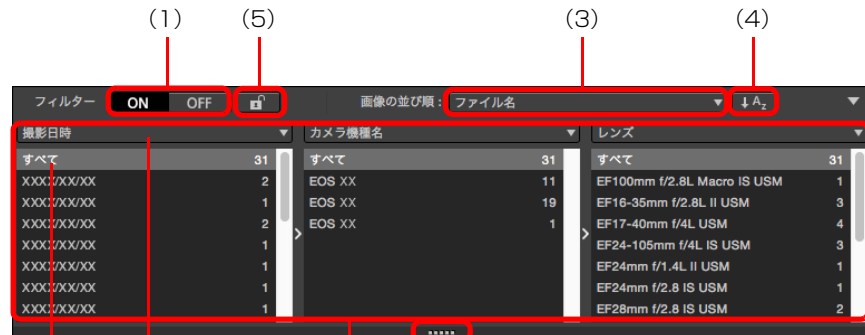 (1) (5) (3) (4)
フィルター ON OFF 画像の並び順： ファイル名 ↓AZ
撮影日時 カメラ機種名 レンズ
すべて 31 すべて 31 すべて 31
XXXX/XX/XX 2 EOS XX 11 EF100mm f/2.8L Macro IS USM 1
XXXX/XX/XX 1 EOS XX 19 EF16-35mm f/2.8L II USM 3
XXXX/XX/XX 2 EOS XX 1 EF17-40mm f/4L USM 4
XXXX/XX/XX 1 EF24-105mm f/4L IS USM 3
XXXX/XX/XX 1 EF24mm f/1.4L II USM 1
XXXX/XX/XX 1 EF24mm f/2.8 IS USM 1
XXXX/XX/XX 1 EF28mm f/2.8 IS USM 2